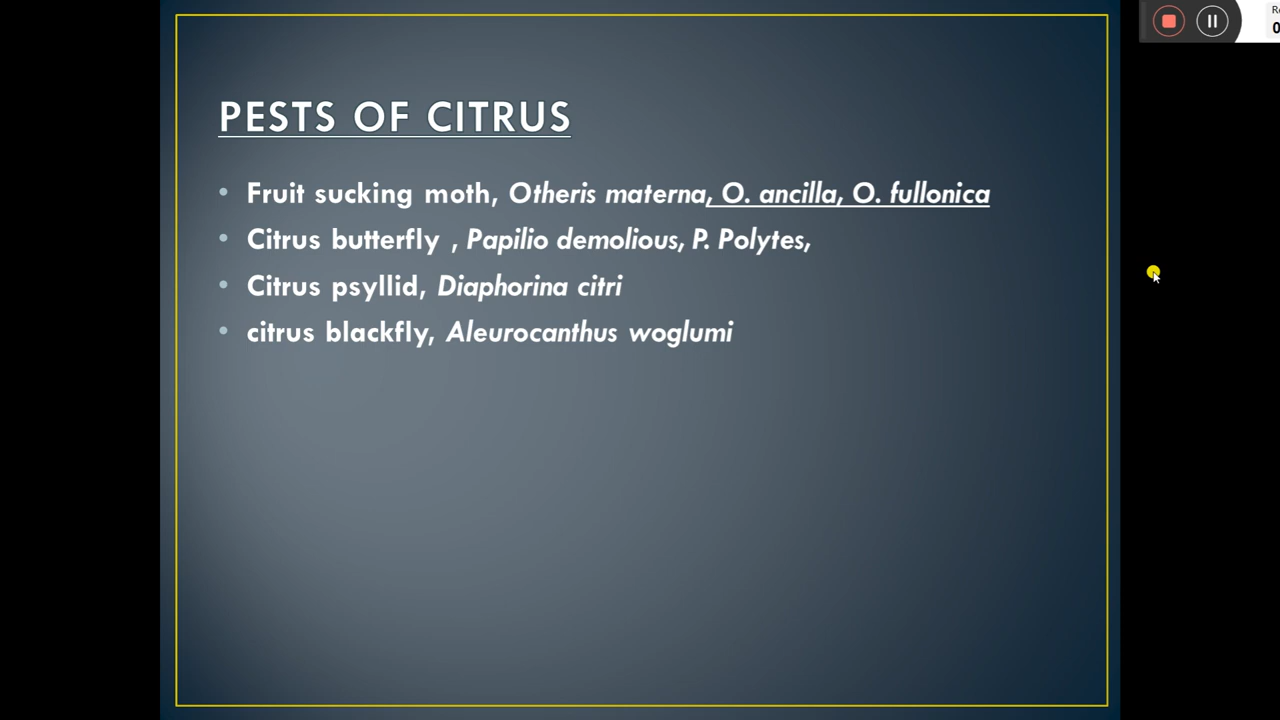 PESTS OF CITRUS
• Fruit sucking moth, Otheris materna, O. ancilla, O. fullonica
• Citrus butterfly , Papilio demolious, P. Polytes,
• Citrus psyllid, Diaphorina citri
• citrus blackfly, Aleurocanthus woglumi